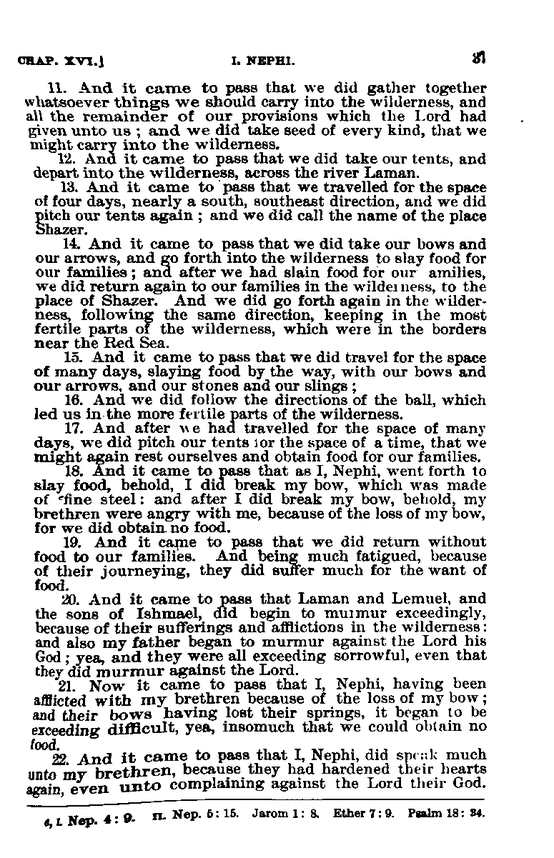 CHAP. XVI.] I. NEPHI. 37
11. And it came to pass that we did gather together
whatsoever things we should carry into the wilderness, and
all the remainder of our provisions which the Lord had
given unto us ; and we did take seed of every kind, that we
might carry into the wilderness.
12. And it came to pass that we did take our tents, and
depart into the wilderness, across the river Laman.
13. And it came to pass that we travelled for the space
of four days, nearly a south, southeast direction, and we did
pitch our tents again ; and we did call the name of the place
Shazer.
14. And it came to pass that we did take our bows and
our arrows, and go forth into the wilderness to slay food for
our families ; and after we had slain food for our amilies,
we did return again to our families in the wilderness, to the
place of Shazer. And we did go forth again in the wilder-
ness, following the same direction, keeping in the most
fertile parts of the wilderness, which were in the borders
near the Red Sea.
15. And it came to pass that we did travel for the space
of many days, slaying food by the way, with our bows and
our arrows, and our stones and our slings ;
16. And we did follow the directions of the ball, which
led us in the more fertile parts of the wilderness.
17. And after we had travelled for the space of many
days, we did pitch our tents for the space of a time, that we
might again rest ourselves and obtain food for our families.
18. And it came to pass that as I, Nephi, went forth to
slay food, behold, I did break my bow, which was made
of fine steel : and after I did break my bow, behold, my
brethren were angry with me, because of the loss of my bow,
for we did obtain no food.
19. And it came to pass that we did return without
food to our families. And being much fatigued, because
of their journeying, they did suffer much for the want of
food.
20. And it came to pass that Laman and Lemuel, and
the sons of Ishmael, did begin to murmur exceedingly,
because of their sufferings and afflictions in the wilderness :
and also my father began to murmur against the Lord his
God ; yea, and they were all exceeding sorrowful, even that
they did murmur against the Lord.
21. Now it came to pass that I, Nephi, having been
afflicted with my brethren because of the loss of my bow ;
and their bows having lost their springs, it began to be
exceeding difficult, yea, insomuch that we could obtain no
food.
22. And it came to pass that I, Nephi, did speak much
unto my brethren, because they had hardened their hearts
again, even unto complaining against the Lord their God.
I. Nep. 4 : 9. II. Nep. 5 : 15. Jarom 1 : 8. Ether 7 : 9. Psalm 18 : 34.